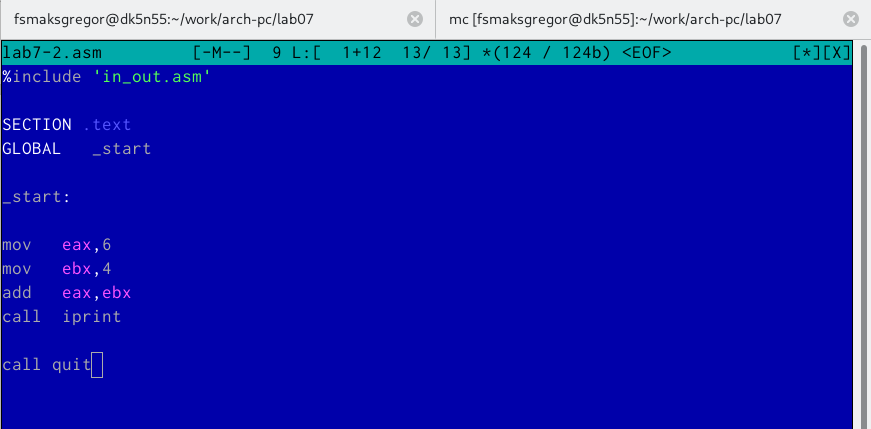 fsmaksgregor@dk5n55:~/work/arch-pc/lab07 mc [fsmaksgregor@dk5n55]:~/work/arch-pc/lab07
lab7-2.asm [-M--] 9 L:[ 1+12 13/ 13] *(124 / 124b) <EOF> [*][X]
%include 'in_out.asm'
SECTION .text
GLOBAL _start
_start:
mov eax,6
mov ebx,4
add eax,ebx
call iprint
call quit